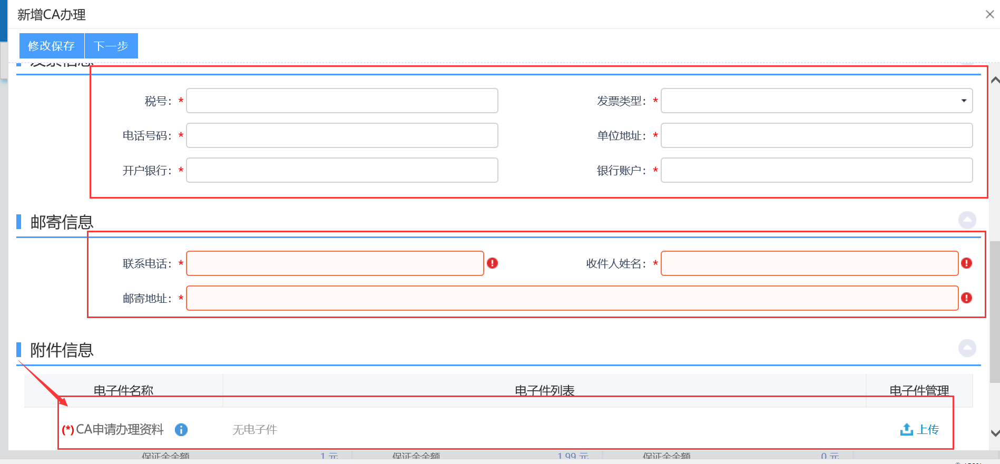 新增CA办理
修改保存 下一步
发票信息
税号： * 发票类型： *
电话号码： * 单位地址： *
开户银行： * 银行账户： *
邮寄信息
联系电话： * 收件人姓名： *
邮寄地址： *
附件信息
电子件名称 电子件列表 电子件管理
(*)CA申请办理资料 无电子件 上传
保证金金额 1 元 保证金金额 1.99 元 保证金金额 0 元